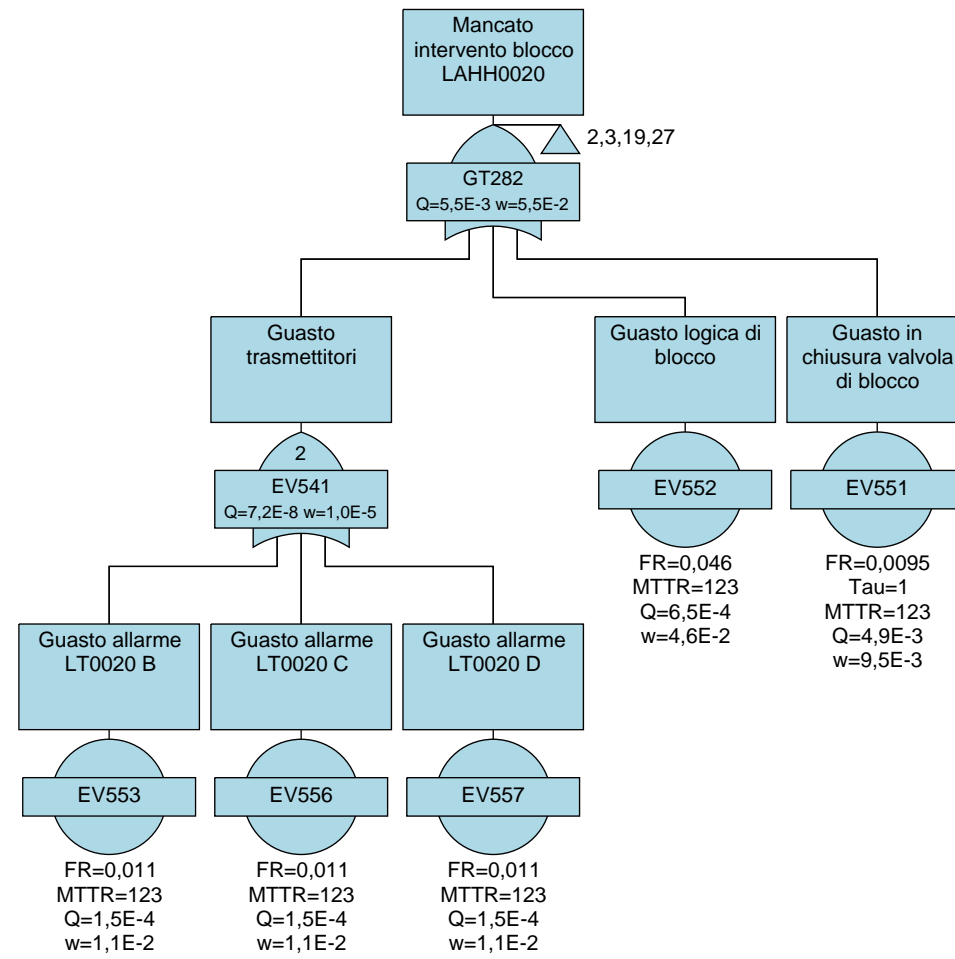 Mancato
intervento blocco
LAHH0020
2,3,19,27
GT282
Q=5,5E-3 w=5,5E-2
Guasto
trasmettitori
Guasto logica di
blocco
Guasto in
chiusura valvola
di blocco
2
EV541
Q=7,2E-8 w=1,0E-5
EV552
FR=0,046
MTTR=123
Q=6,5E-4
w=4,6E-2
EV551
FR=0,0095
Tau=1
MTTR=123
Q=4,9E-3
w=9,5E-3
Guasto allarme
LT0020 B
Guasto allarme
LT0020 C
Guasto allarme
LT0020 D
EV553
FR=0,011
MTTR=123
Q=1,5E-4
w=1,1E-2
EV556
FR=0,011
MTTR=123
Q=1,5E-4
w=1,1E-2
EV557
FR=0,011
MTTR=123
Q=1,5E-4
w=1,1E-2